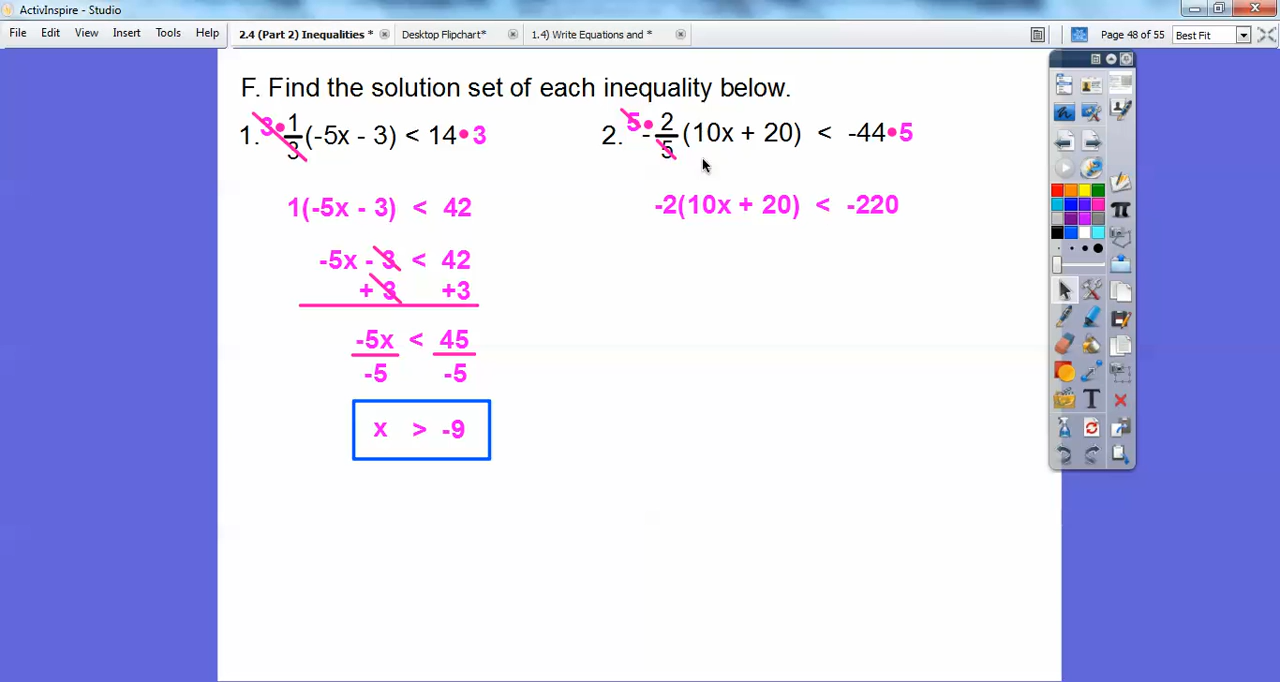 ActivInspire - Studio
File Edit View Insert Tools Help
2.4 (Part 2) Inequalities *
Desktop Flipchart*
1.4) Write Equations and *
Page 48 of 55
Best Fit
F. Find the solution set of each inequality below.
1. 3• 1/3 (-5x - 3) < 14 •3
1(-5x - 3) < 42
-5x - 3 < 42
+ 3 +3
-5x < 45
-5 -5
x > -9
2. 5• - 2/5 (10x + 20) < -44 •5
-2(10x + 20) < -220